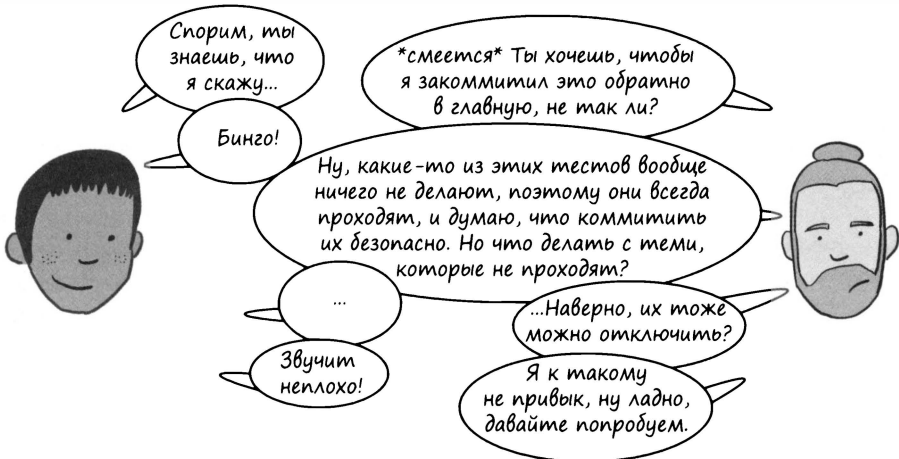 Спорим, ты
знаешь, что
я скажу...
*смеется* Ты хочешь, чтобы
я закоммитил это обратно
в главную, не так ли?
Бинго!
Ну, какие-то из этих тестов вообще
ничего не делают, поэтому они всегда
проходят, и думаю, что коммитить
их безопасно. Но что делать с теми,
которые не проходят?
...
...Наверно, их тоже
можно отключить?
Звучит
неплохо!
Я к такому
не привык, ну ладно,
давайте попробуем.